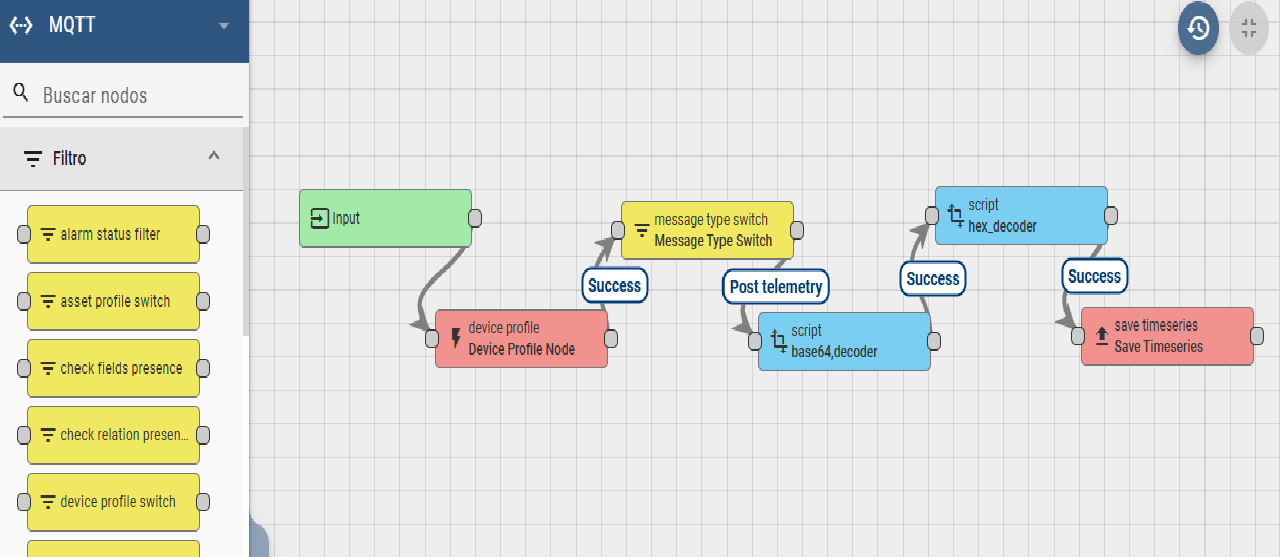 MQTT
Buscar nodos
Filtro
alarm status filter
asset profile switch
check fields presence
check relation presen...
device profile switch
Input
device profile
Device Profile Node
Success
message type switch
Message Type Switch
Post telemetry
script
base64,decoder
Success
script
hex_decoder
Success
save timeseries
Save Timeseries